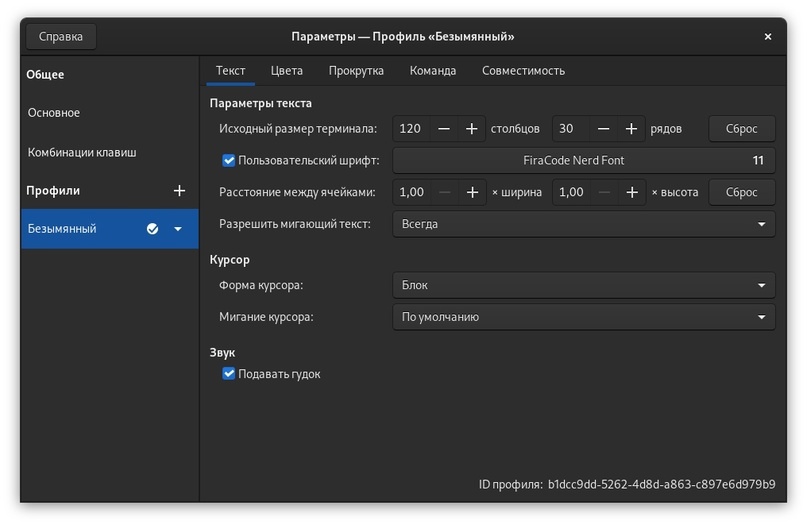 Справка
Параметры — Профиль «Безымянный»
Общее
Основное
Комбинации клавиш
Профили
Безымянный
Текст Цвета Прокрутка Команда Совместимость
Параметры текста
Исходный размер терминала: 120 столбцов 30 рядов Сброс
Пользовательский шрифт: FiraCode Nerd Font 11
Расстояние между ячейками: 1,00 × ширина 1,00 × высота Сброс
Разрешить мигающий текст: Всегда
Курсор
Форма курсора: Блок
Мигание курсора: По умолчанию
Звук
Подавать гудок
ID профиля: b1dcc9dd-5262-4d8d-a863-c897e6d979b9